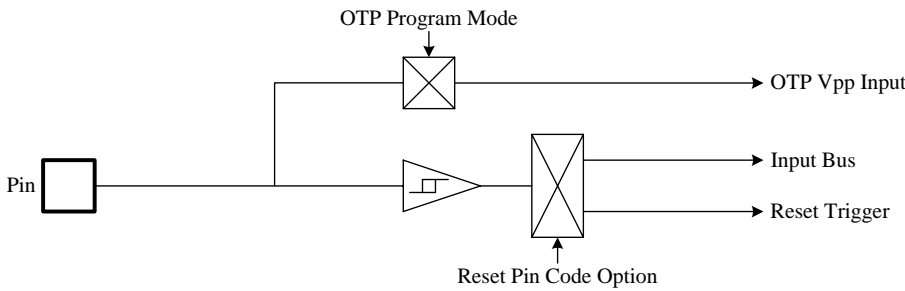 OTP Program Mode
OTP Vpp Input
Pin
Input Bus
Reset Trigger
Reset Pin Code Option